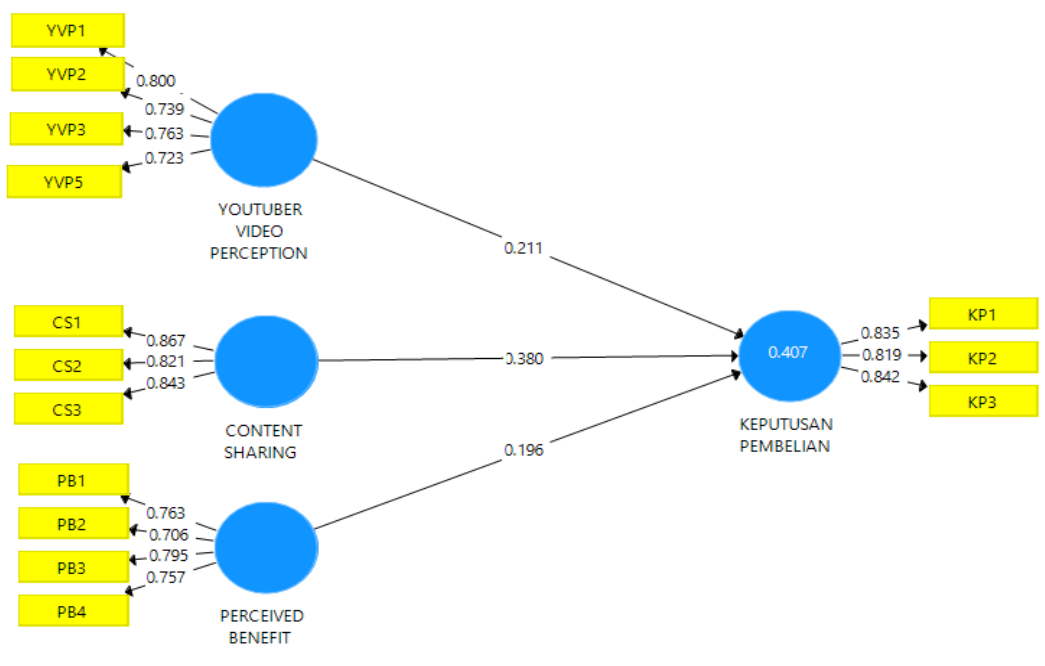 YVP1
YVP2
YVP3
YVP5
0.800
0.739
0.763
0.723
YOUTUBER
VIDEO
PERCEPTION
0.211
CS1
CS2
CS3
0.867
0.821
0.843
CONTENT
SHARING
0.380
PB1
PB2
PB3
PB4
0.763
0.706
0.795
0.757
PERCEIVED
BENEFIT
0.196
0.407
KEPUTUSAN
PEMBELIAN
0.835
0.819
0.842
KP1
KP2
KP3